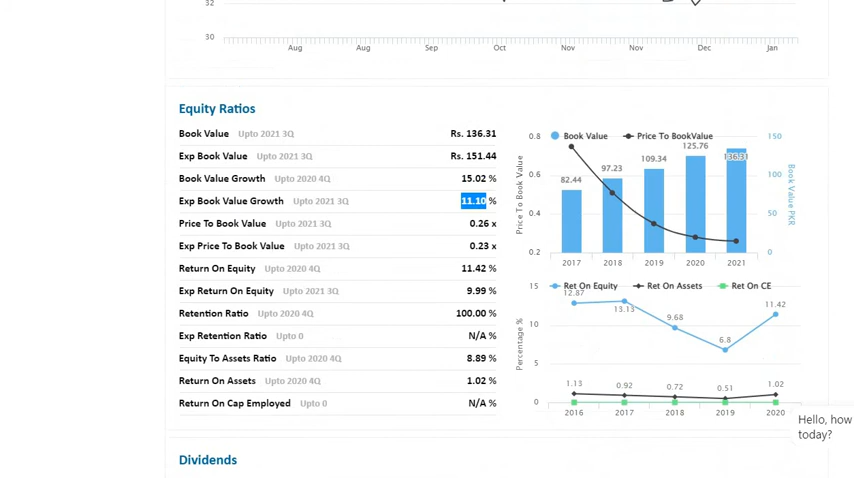 32
30
Aug Aug Sep Oct Nov Nov Dec Jan
Equity Ratios
Book Value Upto 2021 3Q Rs. 136.31
Exp Book Value Upto 2021 3Q Rs. 151.44
Book Value Growth Upto 2020 4Q 15.02 %
Exp Book Value Growth Upto 2021 3Q 11.10 %
Price To Book Value Upto 2021 3Q 0.26 x
Exp Price To Book Value Upto 2021 3Q 0.23 x
Return On Equity Upto 2020 4Q 11.42 %
Exp Return On Equity Upto 2021 3Q 9.99 %
Retention Ratio Upto 2020 4Q 100.00 %
Exp Retention Ratio Upto 0 N/A %
Equity To Assets Ratio Upto 2020 4Q 8.89 %
Return On Assets Upto 2020 4Q 1.02 %
Return On Cap Employed Upto 0 N/A %
Book Value Price To BookValue
Price To Book Value
0.8
0.6
0.4
0.2
82.44 97.23 109.34 125.76 136.31
150
100
50
0
Book Value PKR
2017 2018 2019 2020 2021
Ret On Equity Ret On Assets Ret On CE
Percentage %
15
10
5
0
12.87 13.13 9.68 6.8 11.42
1.13 0.92 0.72 0.51 1.02
2016 2017 2018 2019 2020
Hello, how
today?
Dividends